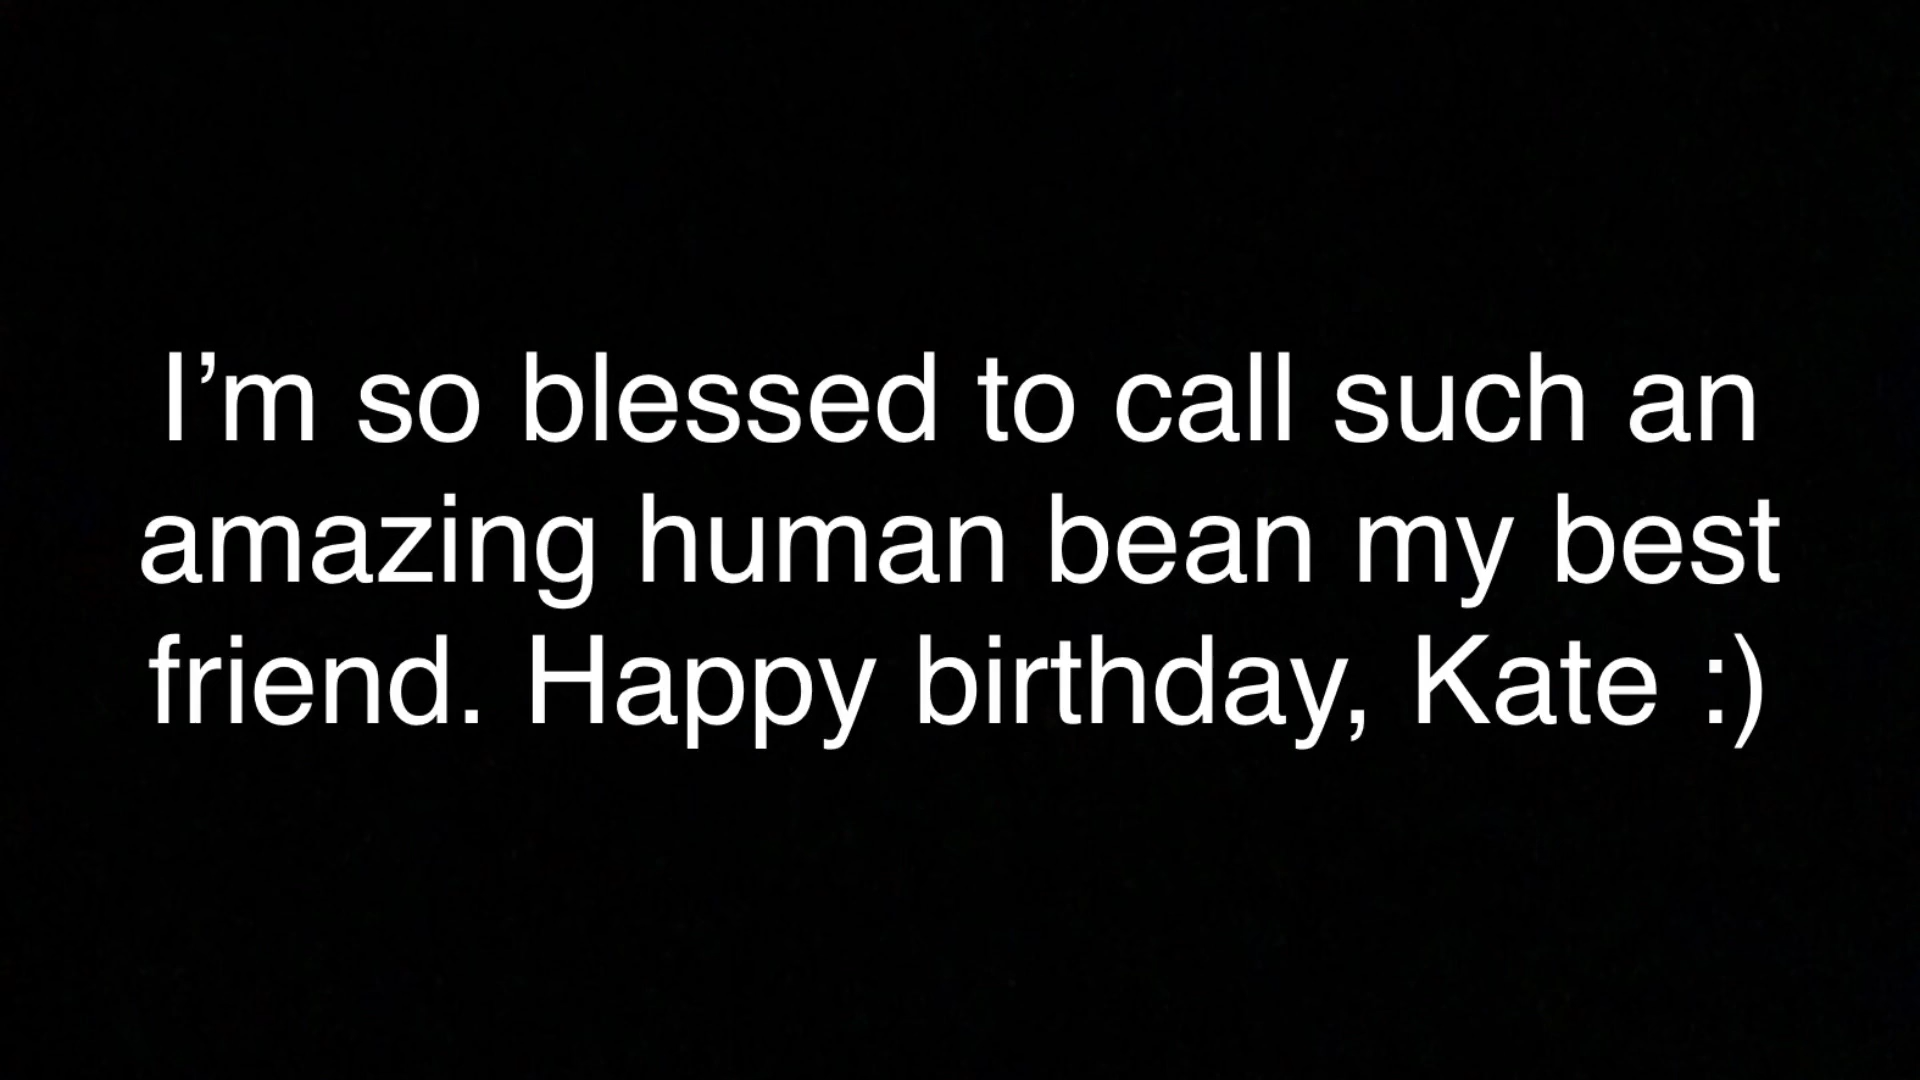 I’m so blessed to call such an
amazing human bean my best
friend. Happy birthday, Kate :)